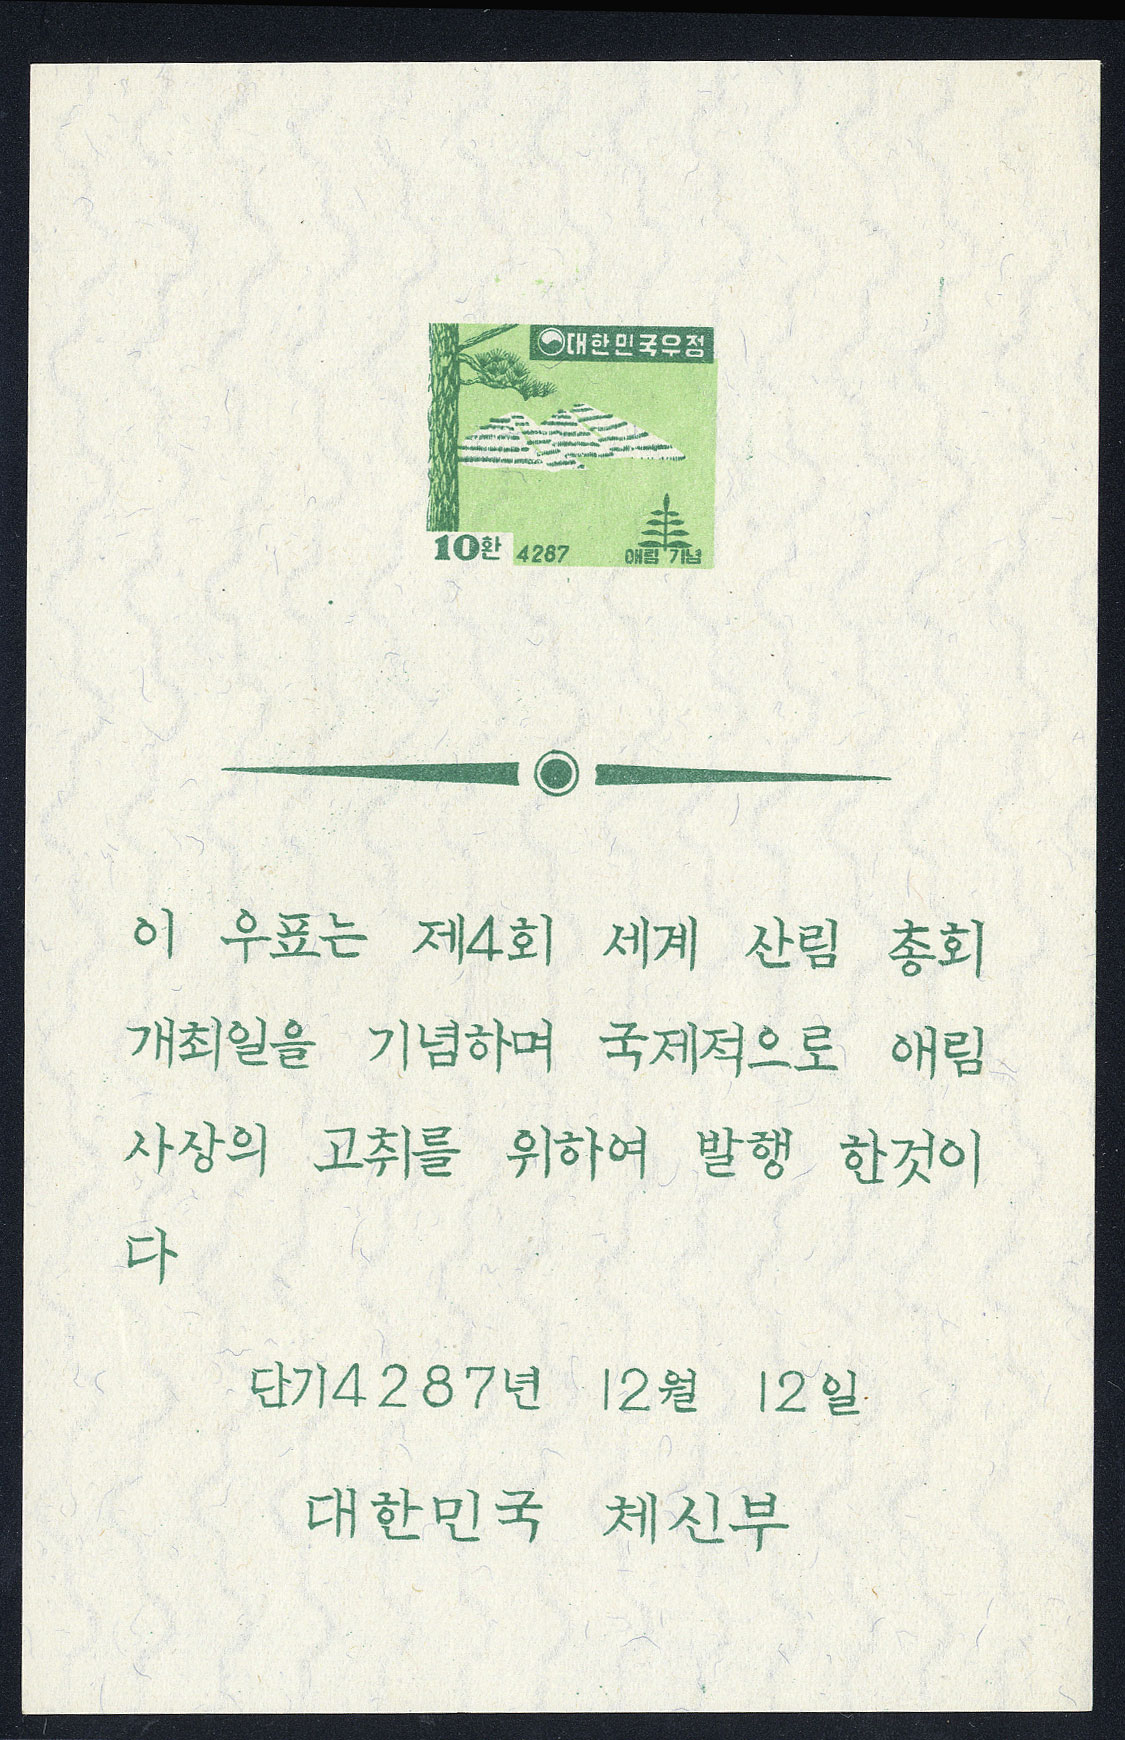 대한민국우정
10환 4287 애림 기념
이 우표는 제4회 세계 산림 총회
개최일을 기념하며 국제적으로 애림
사장의 고취를 위하여 발행 한것이
다
단기4287년 12월 12일
대한민국 체신부